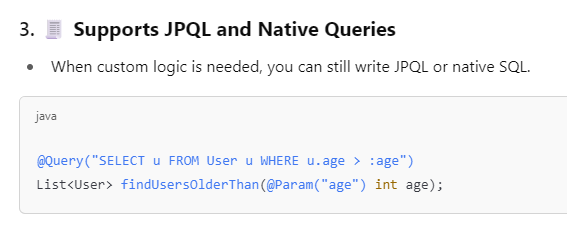 3. 📜 Supports JPQL and Native Queries
• When custom logic is needed, you can still write JPQL or native SQL.
java
@Query("SELECT u FROM User u WHERE u.age > :age")
List<User> findUsersOlderThan(@Param("age") int age);